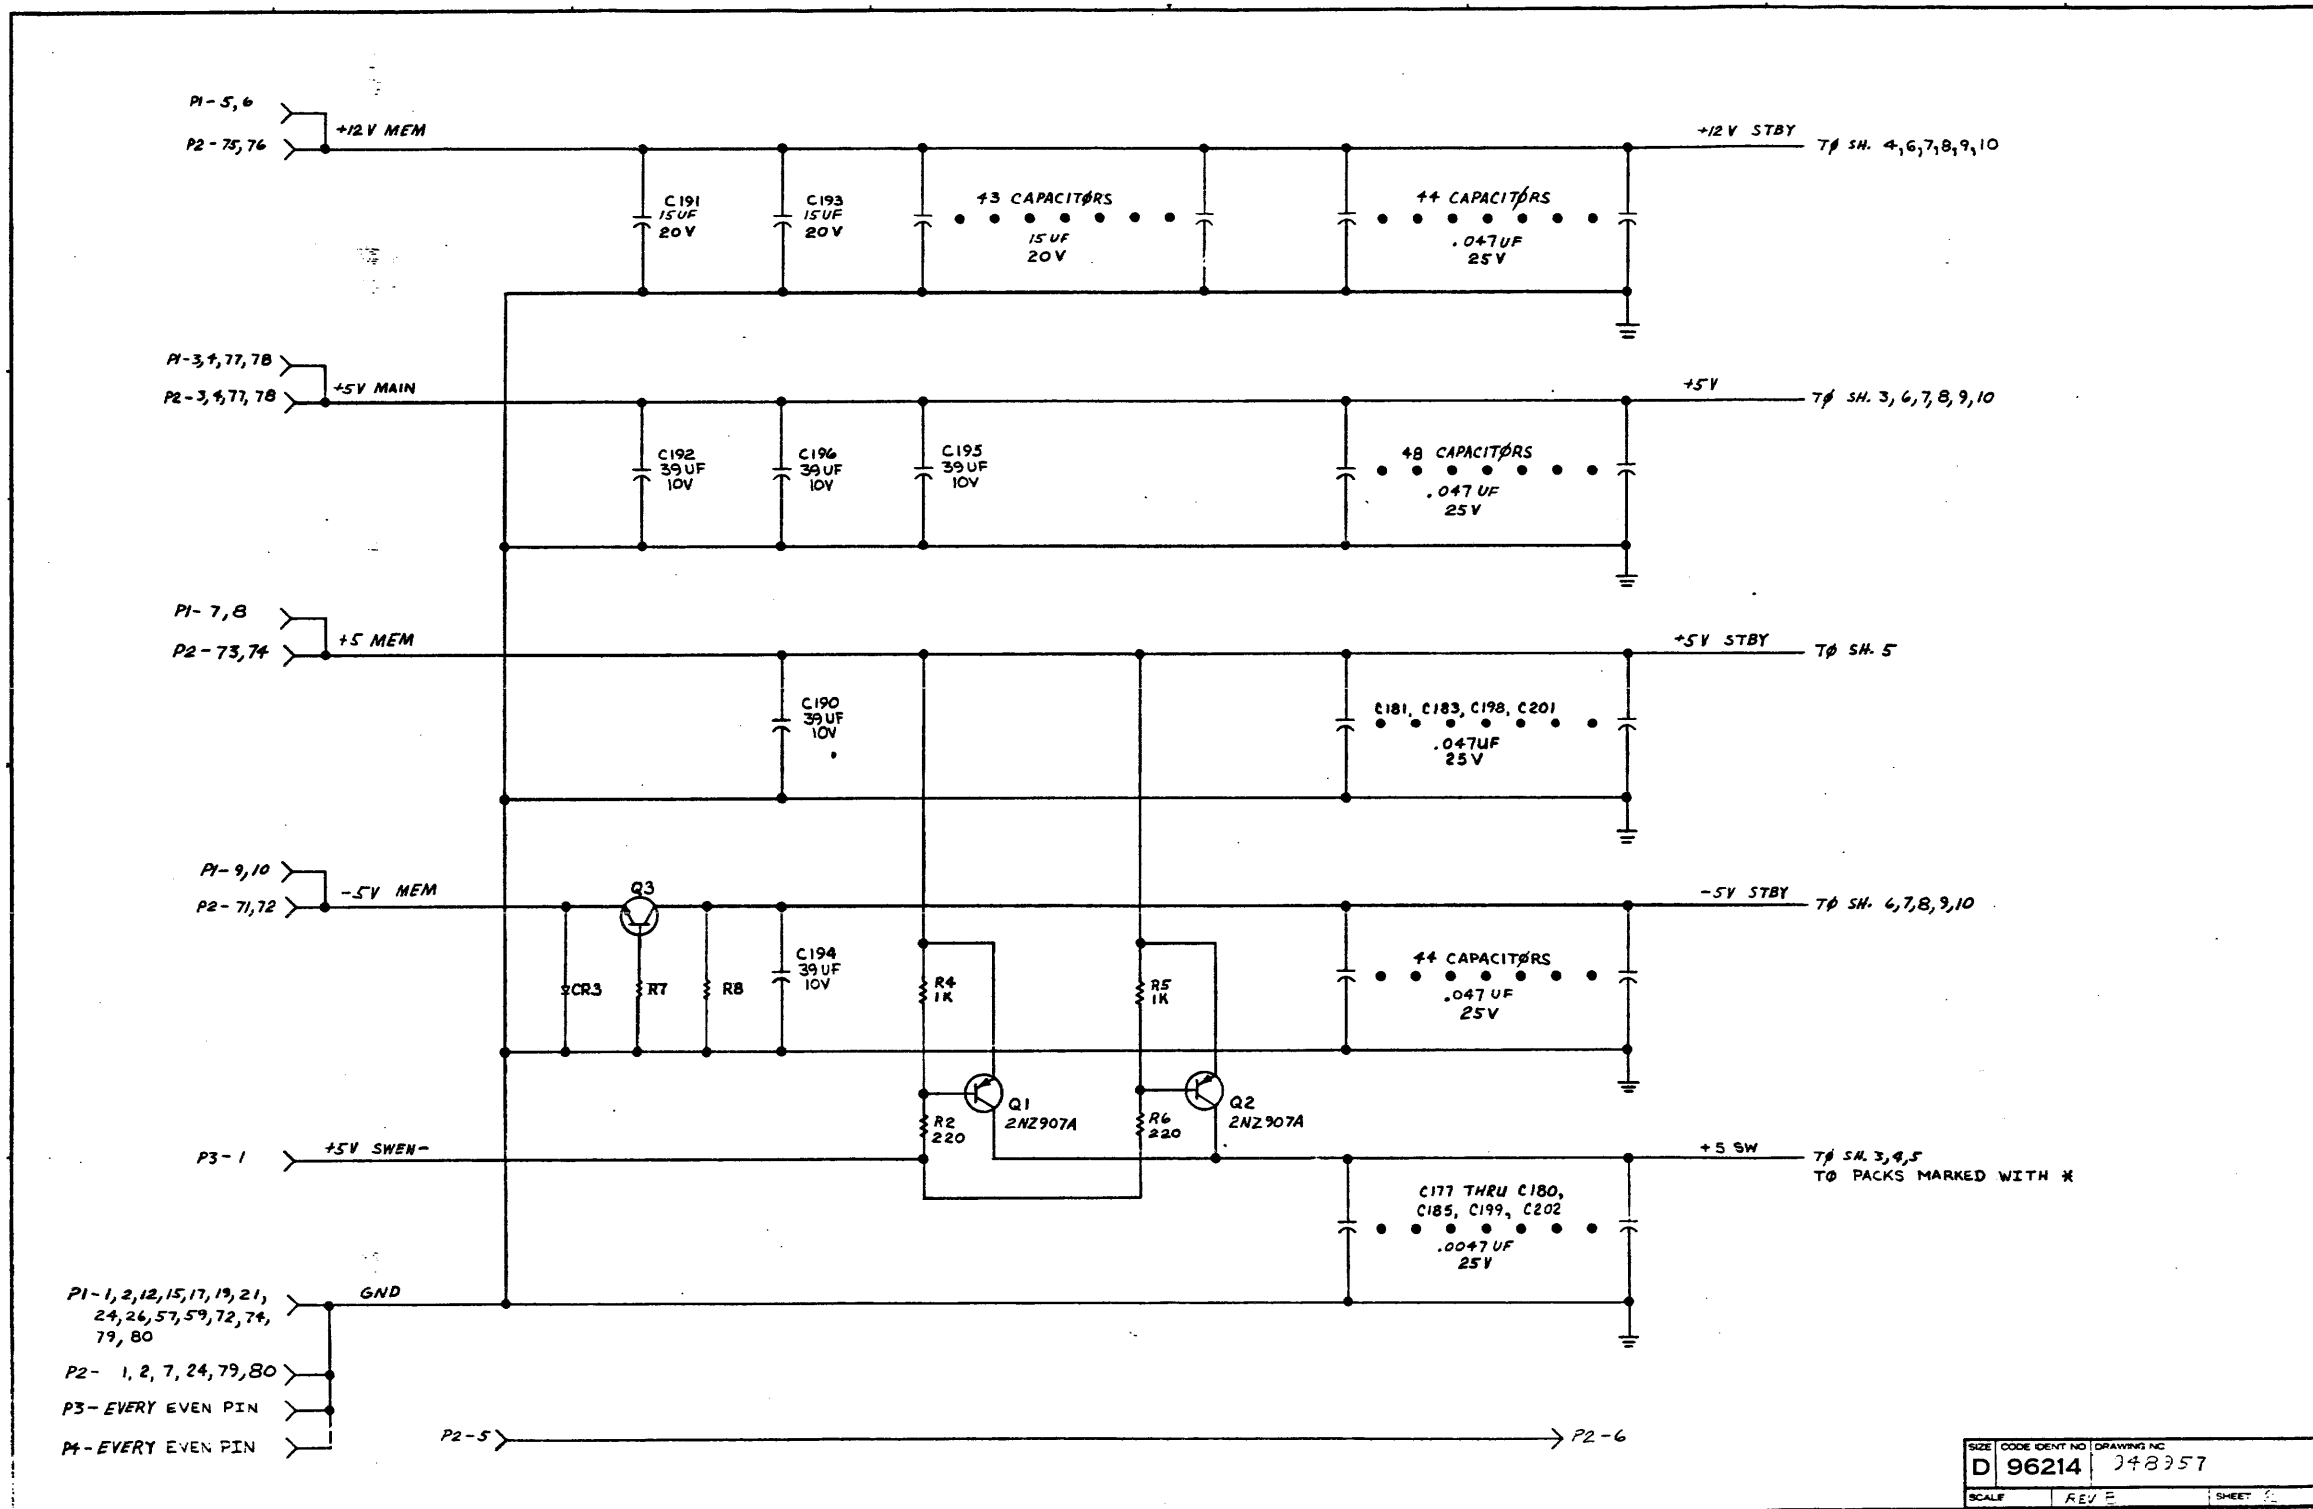 P1-5,6
+12V MEM
P2-75,76
+12V STBY
TØ SH. 4,6,7,8,9,10
C191
15UF
20V
C193
15UF
20V
43 CAPACITØRS
15UF
20V
44 CAPACITØRS
.047UF
25V
P1-3,4,77,78
+5V MAIN
P2-3,4,77,78
+5V
TØ SH. 3,6,7,8,9,10
C192
39UF
10V
C196
39UF
10V
C195
39UF
10V
48 CAPACITØRS
.047UF
25V
P1-7,8
+5 MEM
P2-73,74
+5V STBY
TØ SH. 5
C190
39UF
10V
C181, C183, C198, C201
.047UF
25V
P1-9,10
-5V MEM
P2-71,72
Q3
-5V STBY
TØ SH. 6,7,8,9,10
CR3
R7
R8
C194
39UF
10V
R4
1K
R5
1K
44 CAPACITØRS
.047UF
25V
Q1
2NZ907A
Q2
2NZ907A
R2
220
R6
220
P3-1
+5V SWEN-
+5 SW
TØ SH. 3,4,5
TØ PACKS MARKED WITH *
C177 THRU C180,
C185, C199, C202
.0047UF
25V
P1-1,2,12,15,17,19,21,
24,26,57,59,72,74,
79,80
GND
P2- 1,2,7,24,79,80
P3-EVERY EVEN PIN
P4-EVERY EVEN PIN
P2-5
P2-6
SIZE CODE IDENT NO DRAWING NO
D 96214
SCALE REV E SHEET